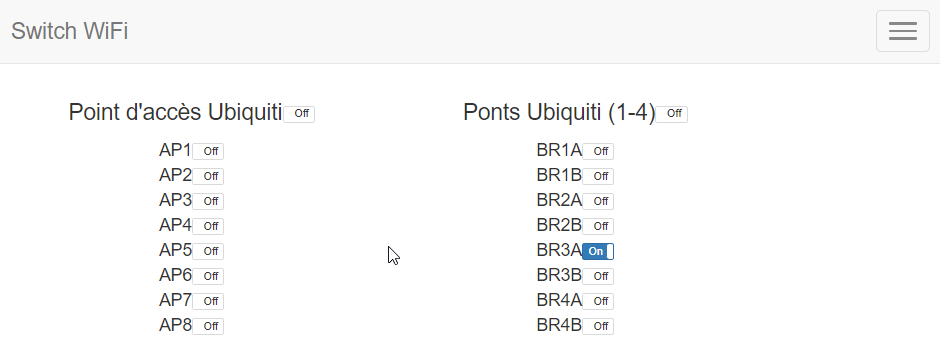 Switch WiFi
Point d'accès Ubiquiti Off
AP1 Off
AP2 Off
AP3 Off
AP4 Off
AP5 Off
AP6 Off
AP7 Off
AP8 Off
Ponts Ubiquiti (1-4) Off
BR1A Off
BR1B Off
BR2A Off
BR2B Off
BR3A On
BR3B Off
BR4A Off
BR4B Off